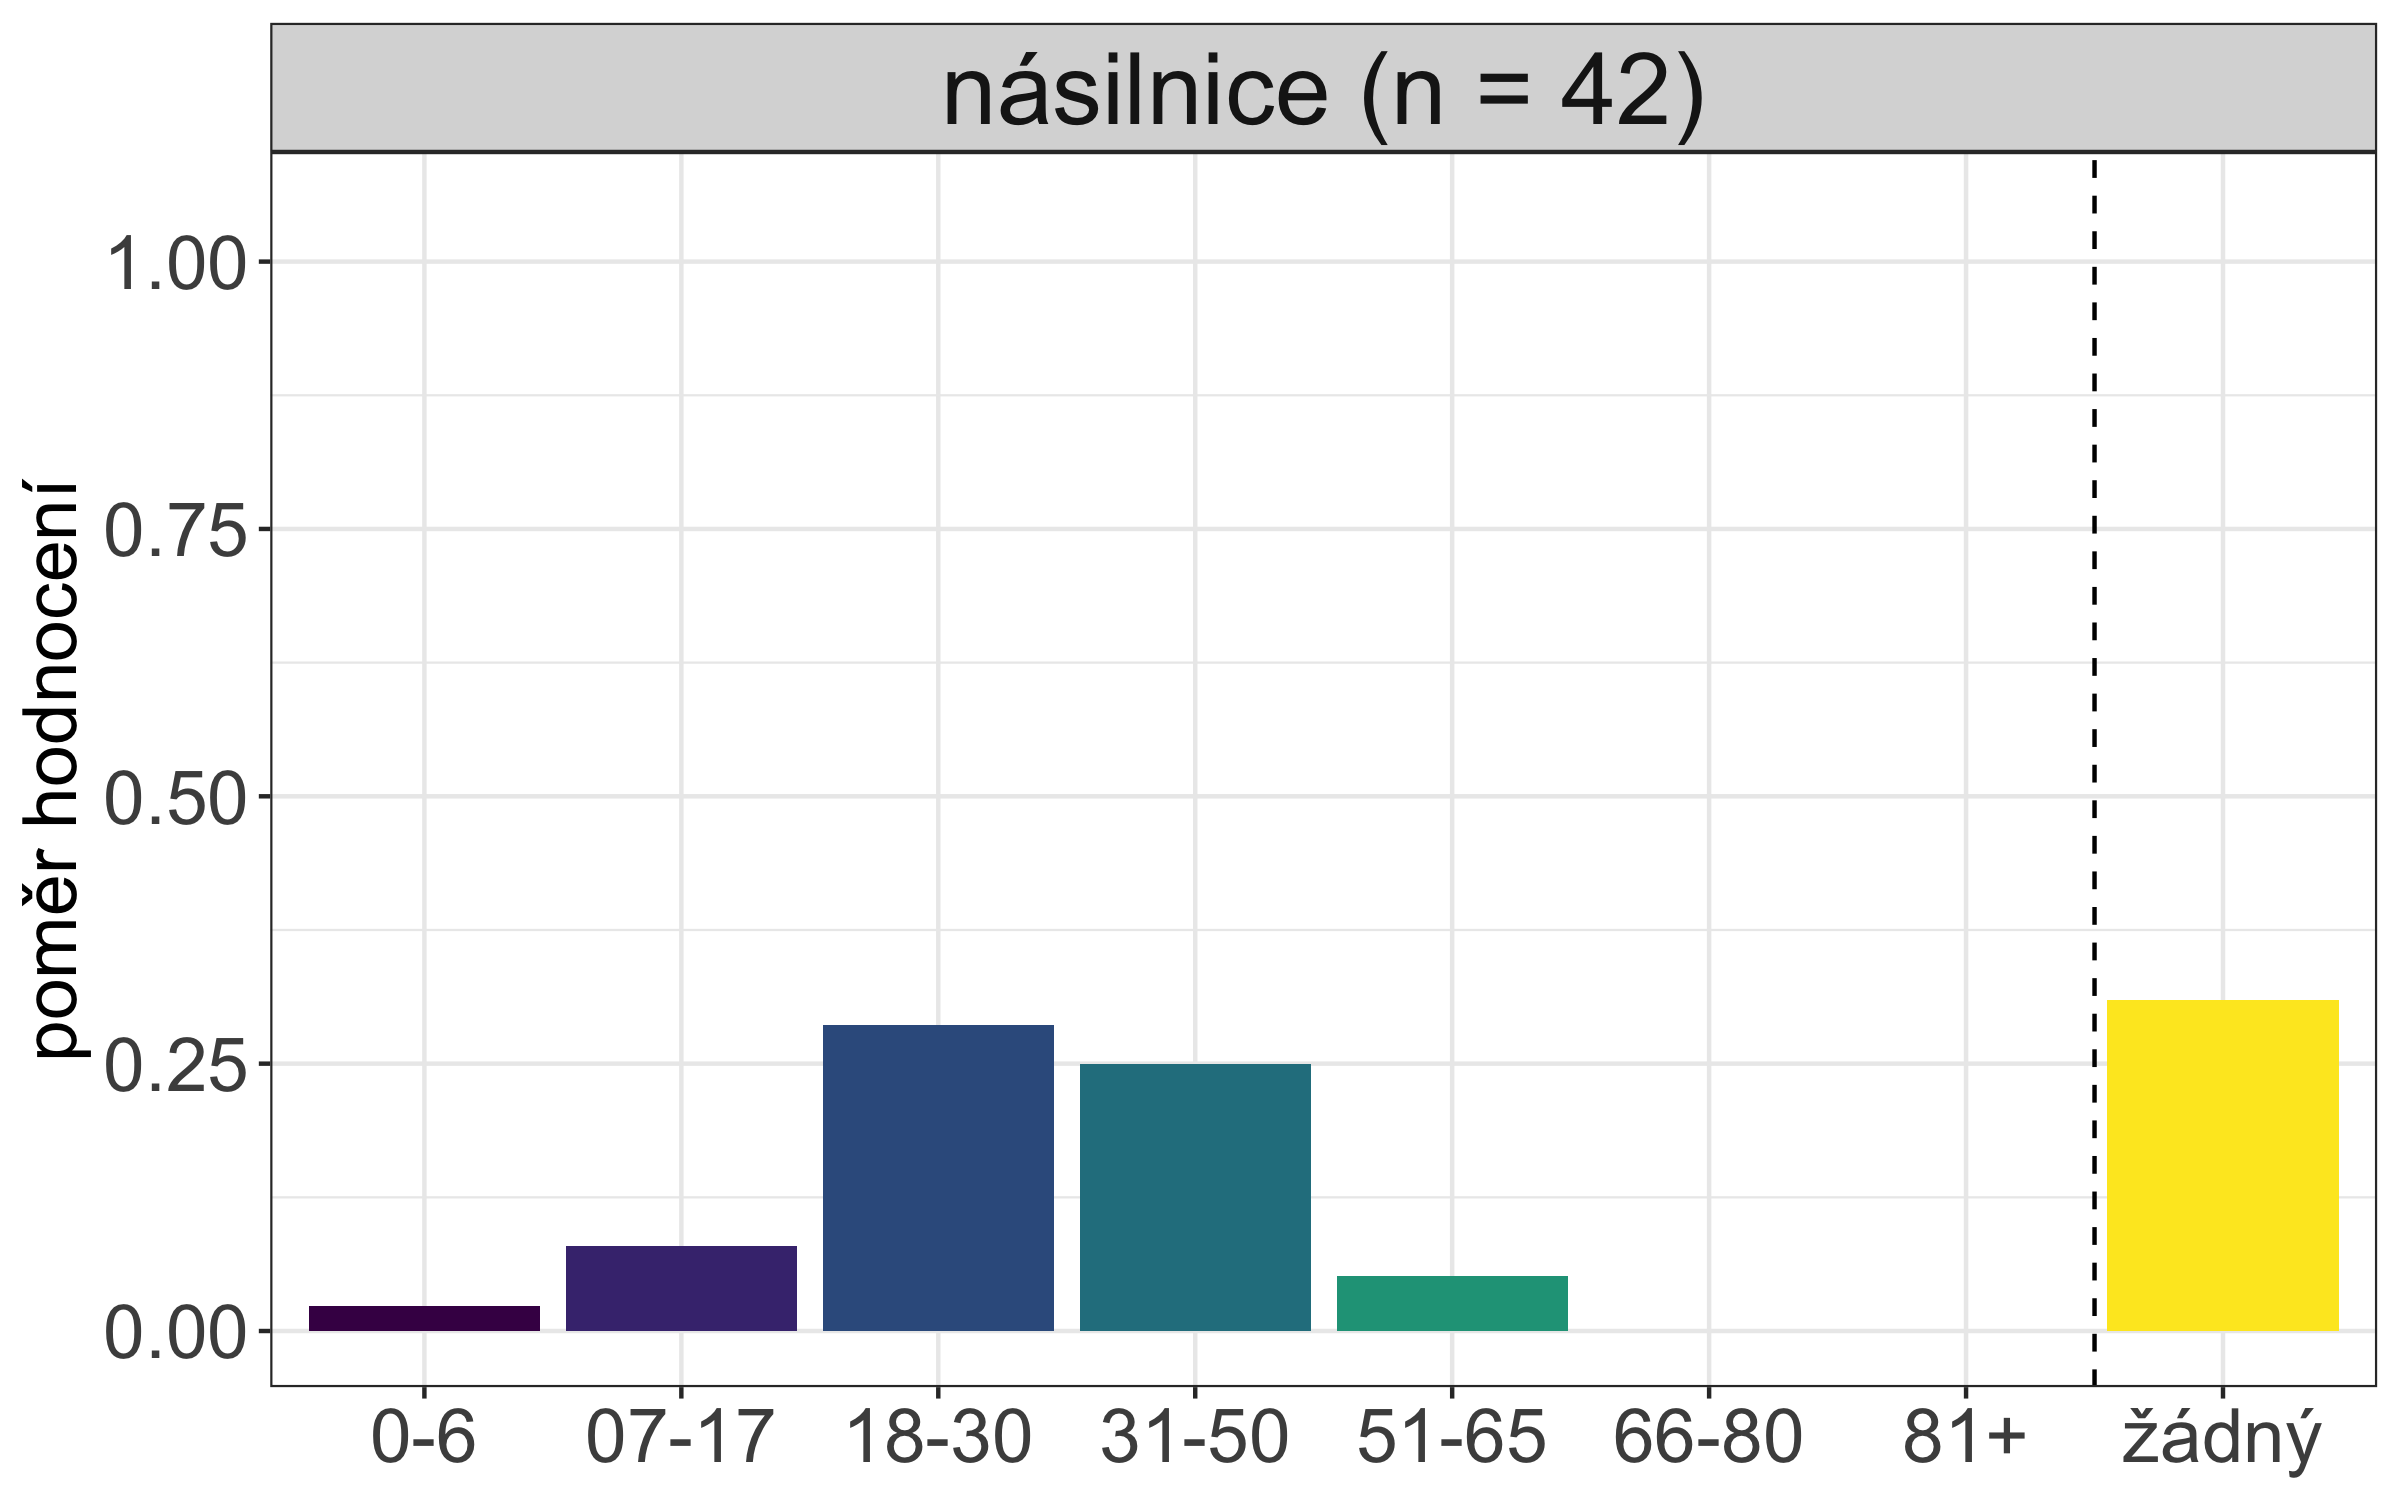 násilnice (n = 42)
poměr hodnocení
1.00
0.75
0.50
0.25
0.00
0-6 07-17 18-30 31-50 51-65 66-80 81+ žádný